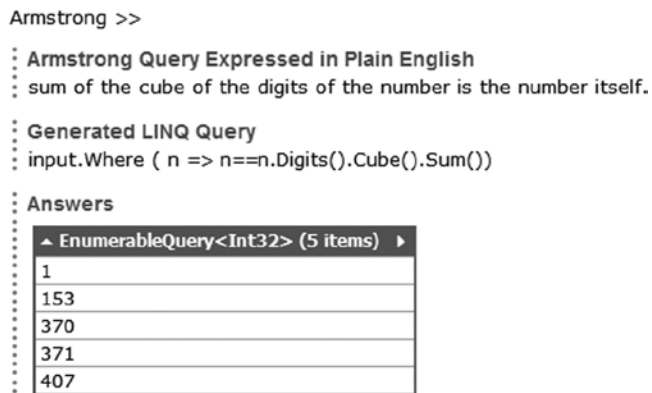 Armstrong >>
Armstrong Query Expressed in Plain English
sum of the cube of the digits of the number is the number itself.
Generated LINQ Query
input.Where ( n => n==n.Digits().Cube().Sum())
Answers
▲ EnumerableQuery<Int32> (5 items) ▶
1
153
370
371
407